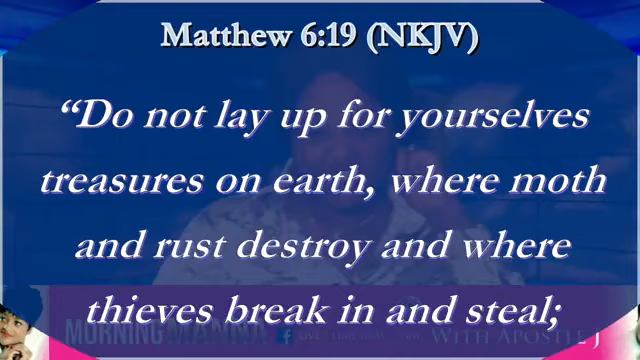 Matthew 6:19 (NKJV)
“Do not lay up for yourselves
treasures on earth, where moth
and rust destroy and where
thieves break in and steal;
MORNING MANNA
WITH APOSTLE J